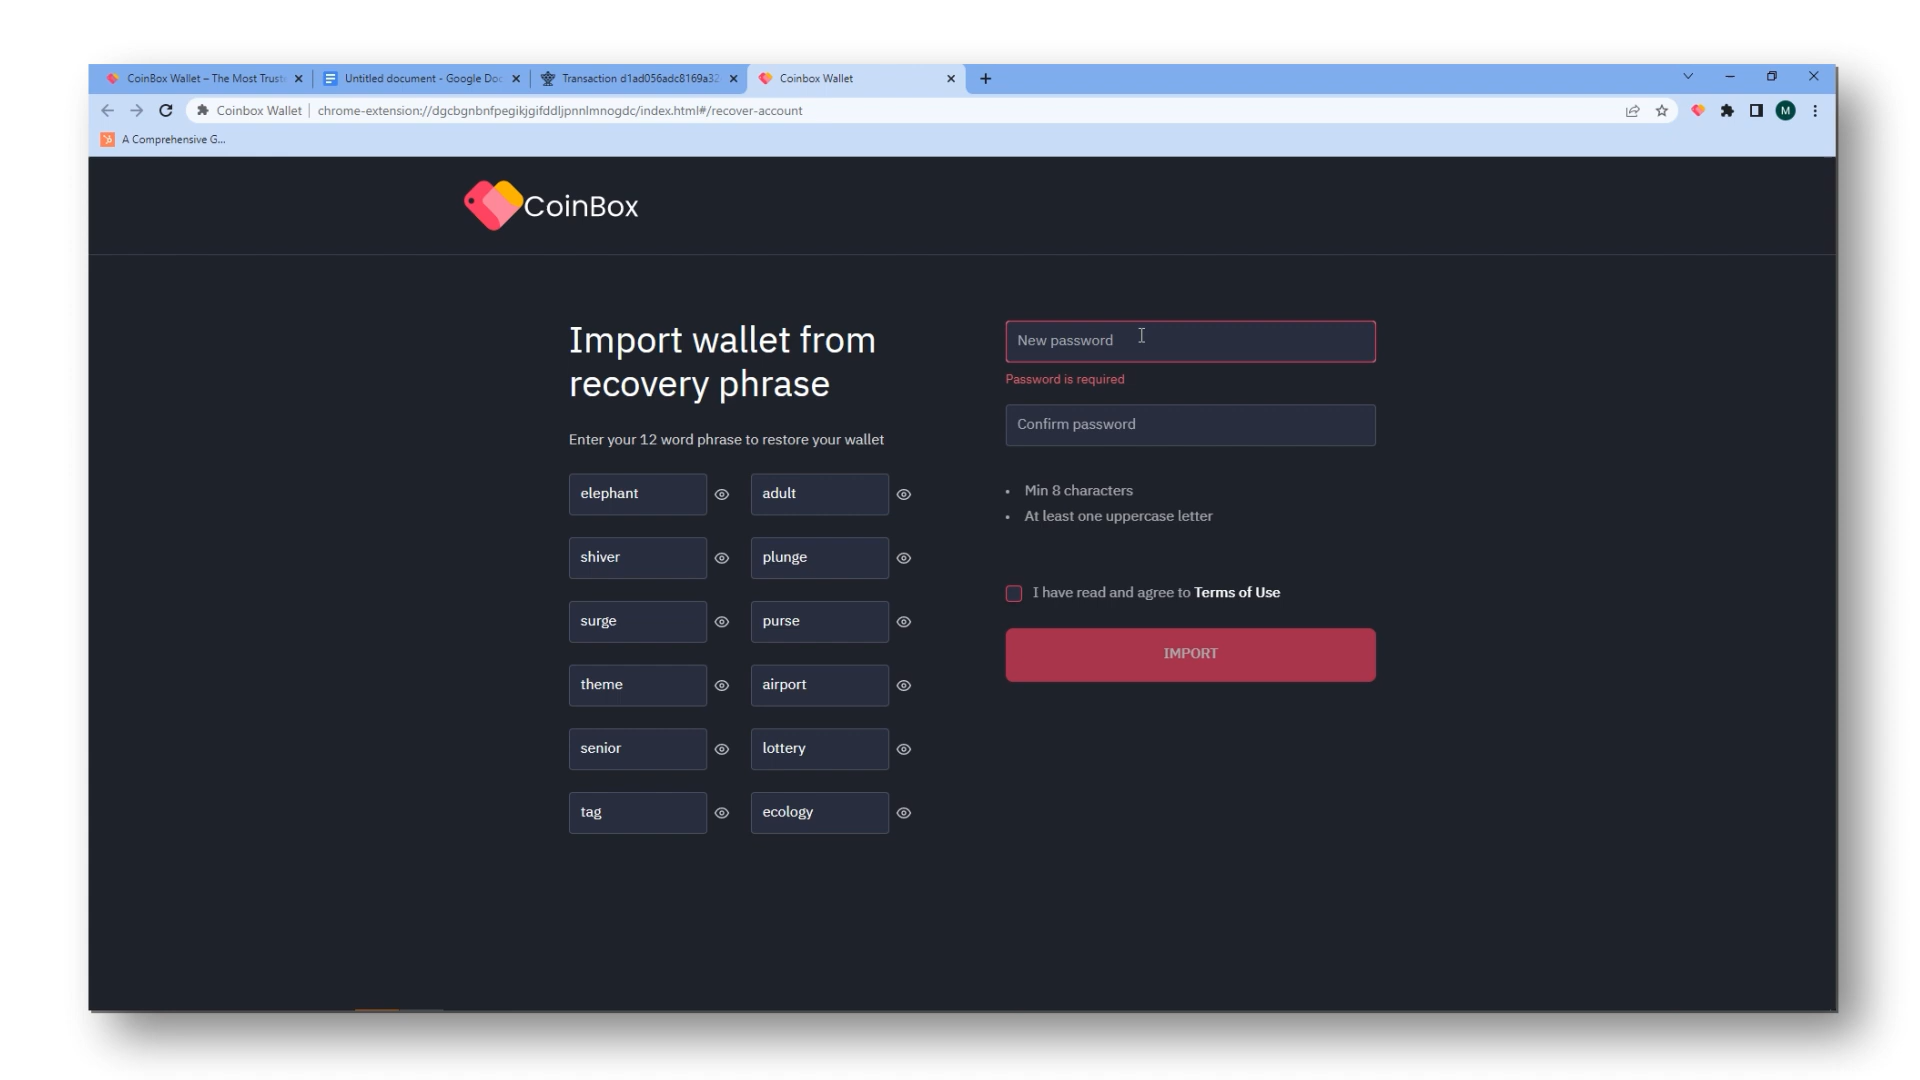 CoinBox Wallet – The Most Trust
Untitled document - Google Doc
Transaction d1ad056adc8169a32
Coinbox Wallet
Coinbox Wallet | chrome-extension://dgcbgnbnfpegikjgifddljpnnlmnogdc/index.html#/recover-account
M
A Comprehensive G...
CoinBox
Import wallet from
recovery phrase
Enter your 12 word phrase to restore your wallet
elephant adult
shiver plunge
surge purse
theme airport
senior lottery
tag ecology
New password
Password is required
Confirm password
• Min 8 characters
• At least one uppercase letter
I have read and agree to Terms of Use
IMPORT